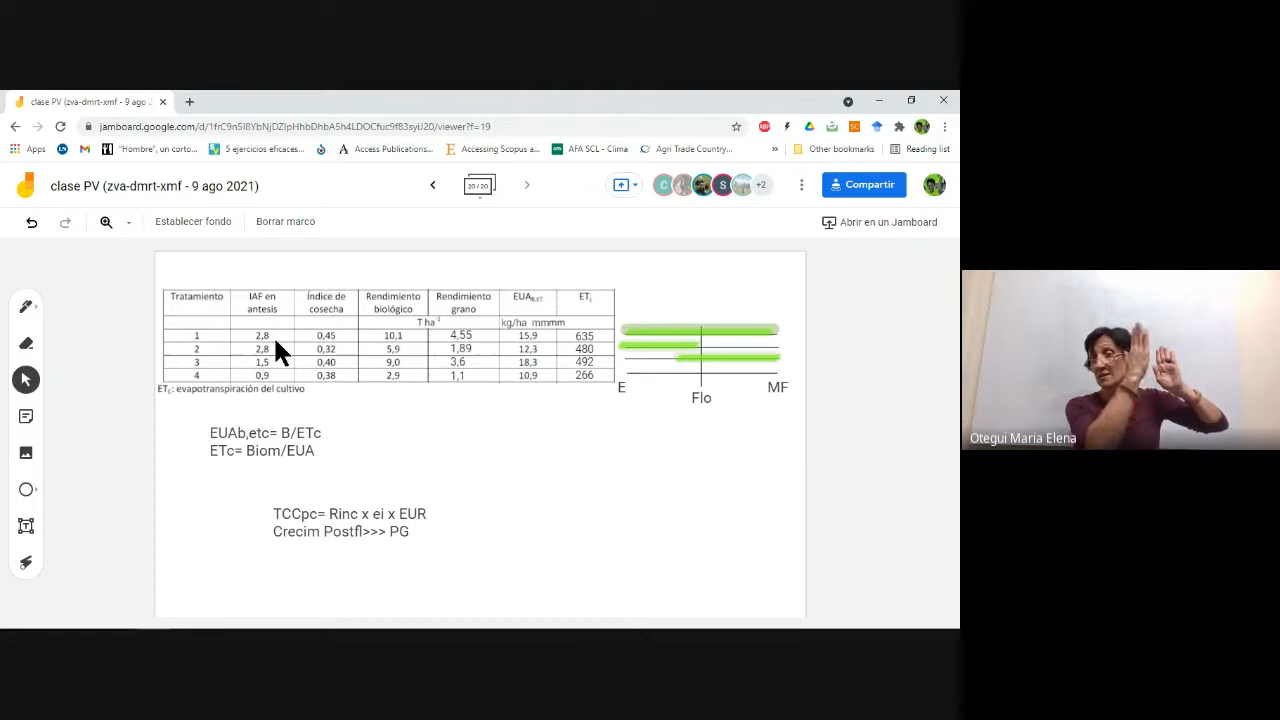 clase PV (zva-dmrt-xmf - 9 ago 2
jamboard.google.com/d/1frC9n5I8YbNjDZIpHhbDhbA5h4LDOCfuc9f83syiJ20/viewer?f=19
Apps
"Hombre", un corto...
5 ejercicios eficaces...
Access Publications...
Accessing Scopus a...
AFA SCL - Clima
Agri Trade Country...
»
Other bookmarks
Reading list
clase PV (zva-dmrt-xmf - 9 ago 2021)
20 / 20
C
S
+2
Compartir
Establecer fondo
Borrar marco
Abrir en un Jamboard
Tratamiento IAF en antesis Índice de cosecha Rendimiento biológico Rendimiento grano EUAB,ET ETc
T ha-1 kg/ha mmmm
1 2,8 0,45 10,1 4,55 15,9 635
2 2,8 0,32 5,9 1,89 12,3 480
3 1,5 0,40 9,0 3,6 18,3 492
4 0,9 0,38 2,9 1,1 10,9 266
ETC: evapotranspiración del cultivo
E
Flo
MF
EUAb,etc= B/ETc
ETc= Biom/EUA
TCCpc= Rinc x ei x EUR
Crecim Postfl>>> PG
Otegui Maria Elena